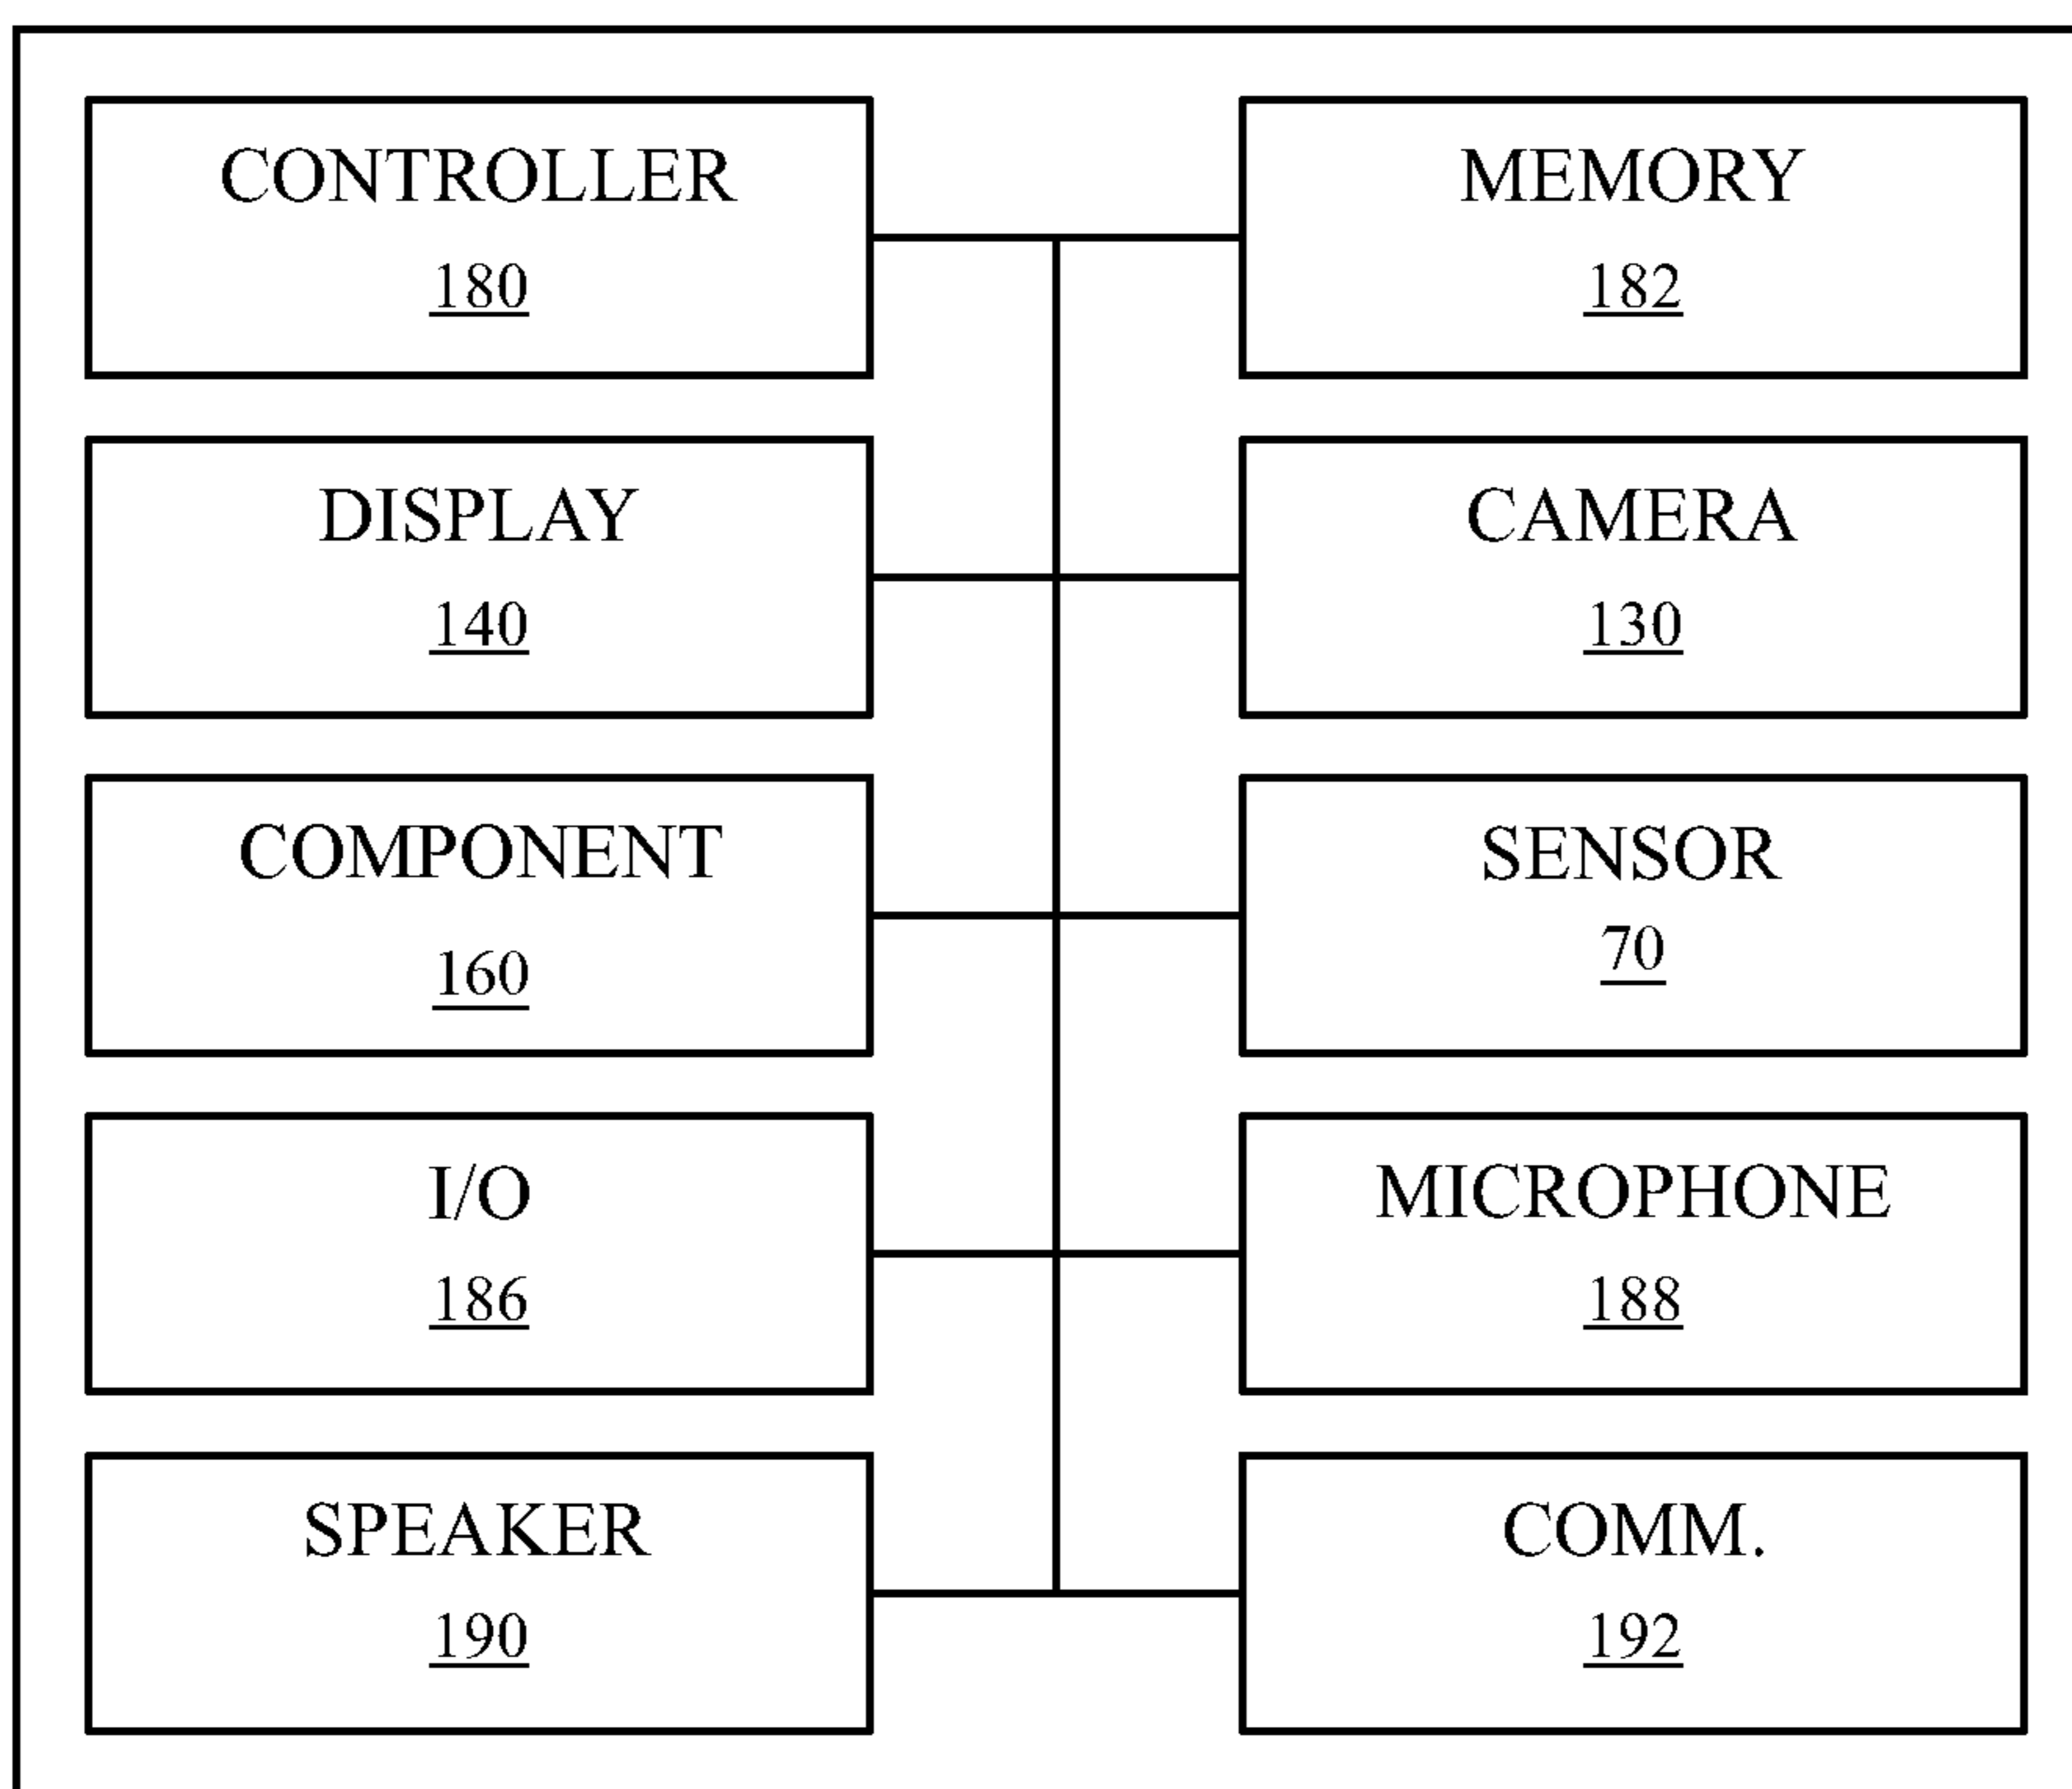 CONTROLLER
180
MEMORY
182
DISPLAY
140
CAMERA
130
COMPONENT
160
SENSOR
70
I/O
186
MICROPHONE
188
SPEAKER
190
COMM.
192